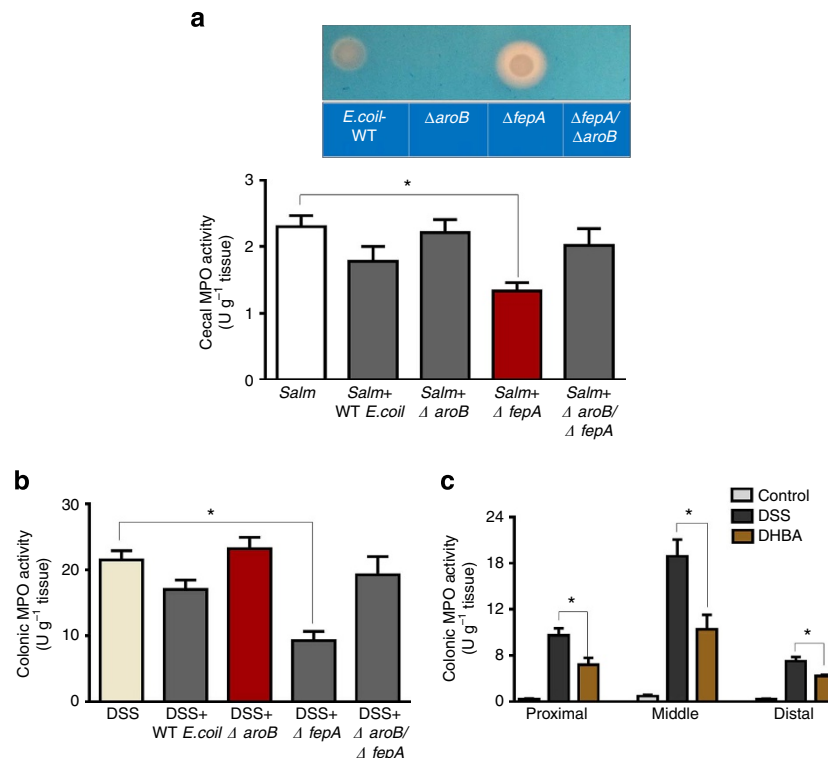 a
E.coil-
WT
ΔaroB
ΔfepA
ΔfepA/
ΔaroB
Cecal MPO activity
(U g⁻¹ tissue)
3
2
1
0
*
Salm
Salm+
WT E.coil
Salm+
Δ aroB
Salm+
Δ fepA
Salm+
Δ aroB/
Δ fepA
b
Colonic MPO activity
(U g⁻¹ tissue)
30
20
10
0
*
DSS
DSS+
WT E.coil
DSS+
Δ aroB
DSS+
Δ fepA
DSS+
Δ aroB/
Δ fepA
c
Control
DSS
DHBA
Colonic MPO activity
(U g⁻¹ tissue)
24
18
12
8
0
*
*
*
Proximal
Middle
Distal